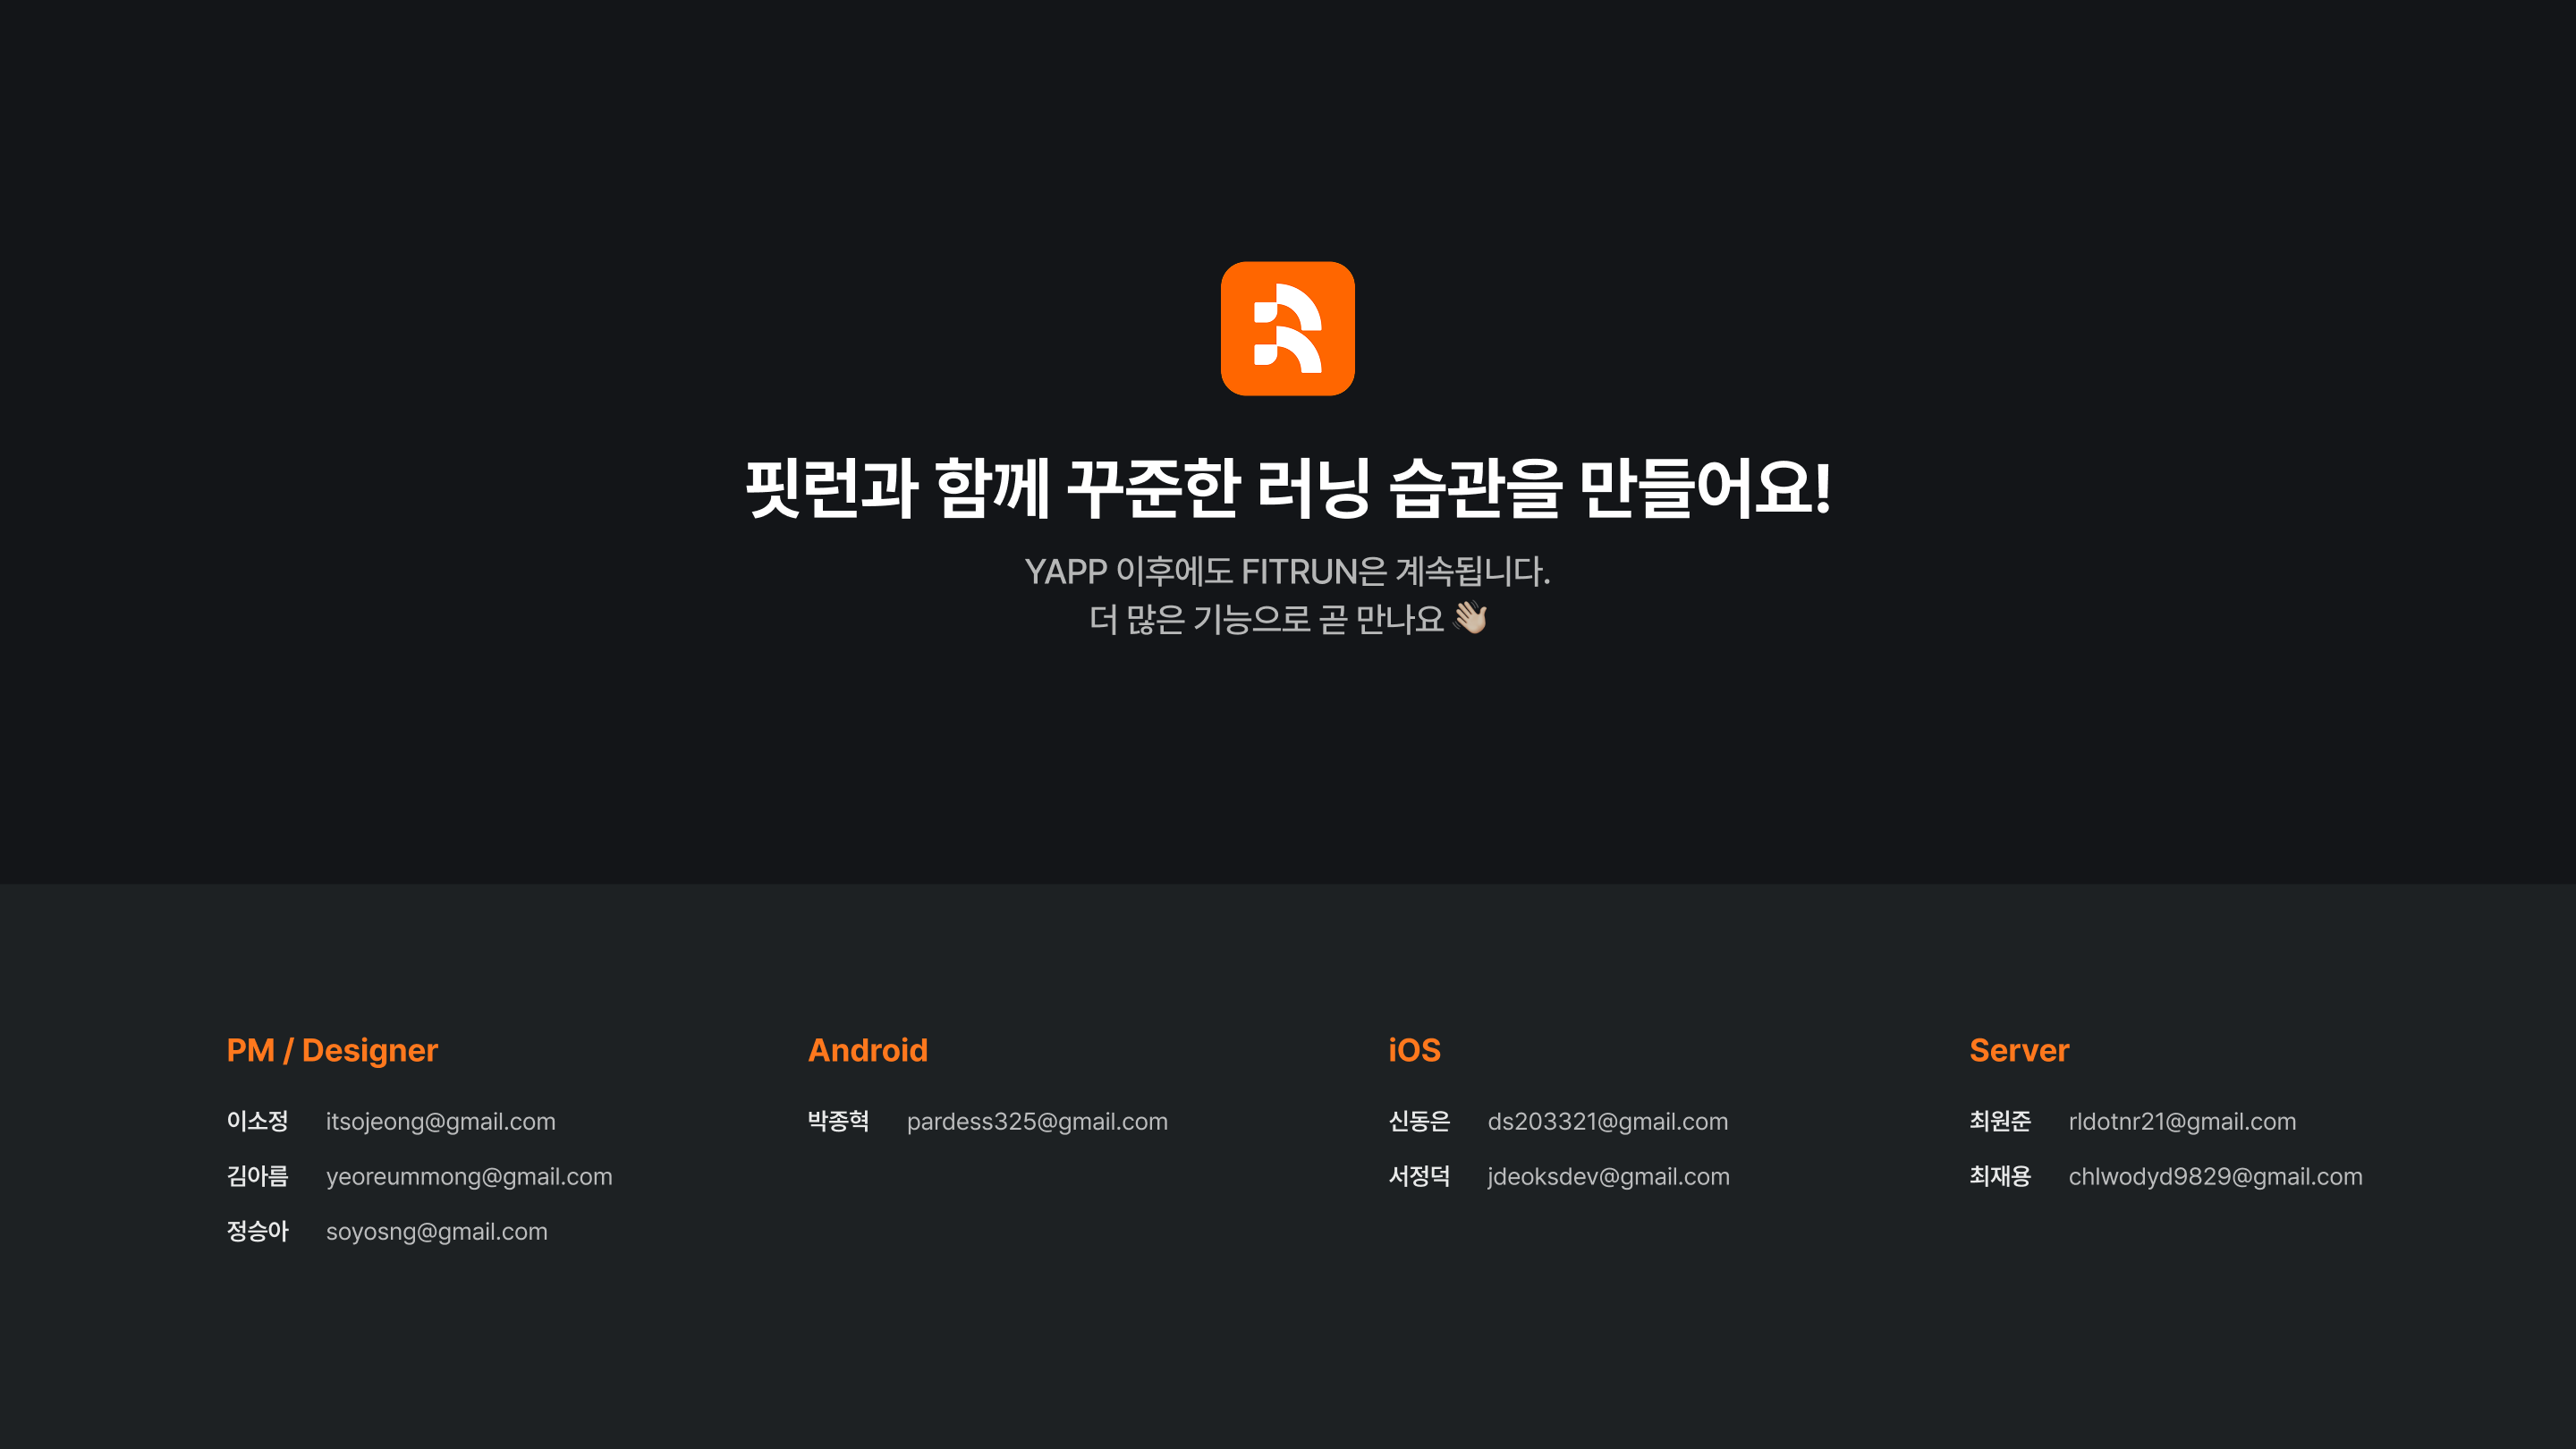 핏런과 함께 꾸준한 러닝 습관을 만들어요!
YAPP 이후에도 FITRUN은 계속됩니다.
더 많은 기능으로 곧 만나요 👋🏼
PM / Designer
이소정 itsojeong@gmail.com
김아름 yeoreummong@gmail.com
정승아 soyosng@gmail.com
Android
박종혁 pardess325@gmail.com
iOS
신동은 ds203321@gmail.com
서정덕 jdeoksdev@gmail.com
Server
최원준 rldotnr21@gmail.com
최재용 chlwodyd9829@gmail.com